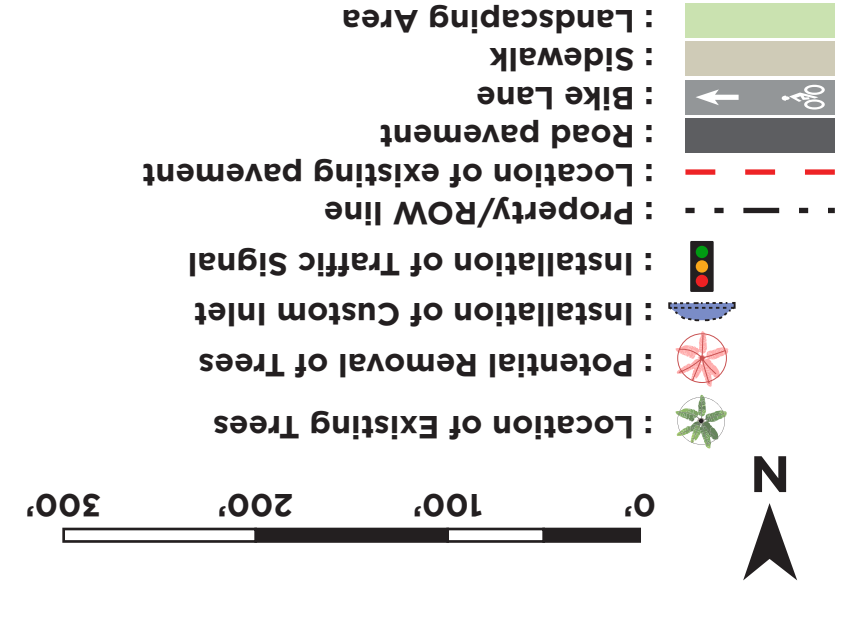 N
0' 100' 200' 300'
: Location of Existing Trees
: Potential Removal of Trees
: Installation of Custom Inlet
: Installation of Traffic Signal
: Property/ROW line
: Location of existing pavement
: Road pavement
: Bike Lane
: Sidewalk
: Landscaping Area